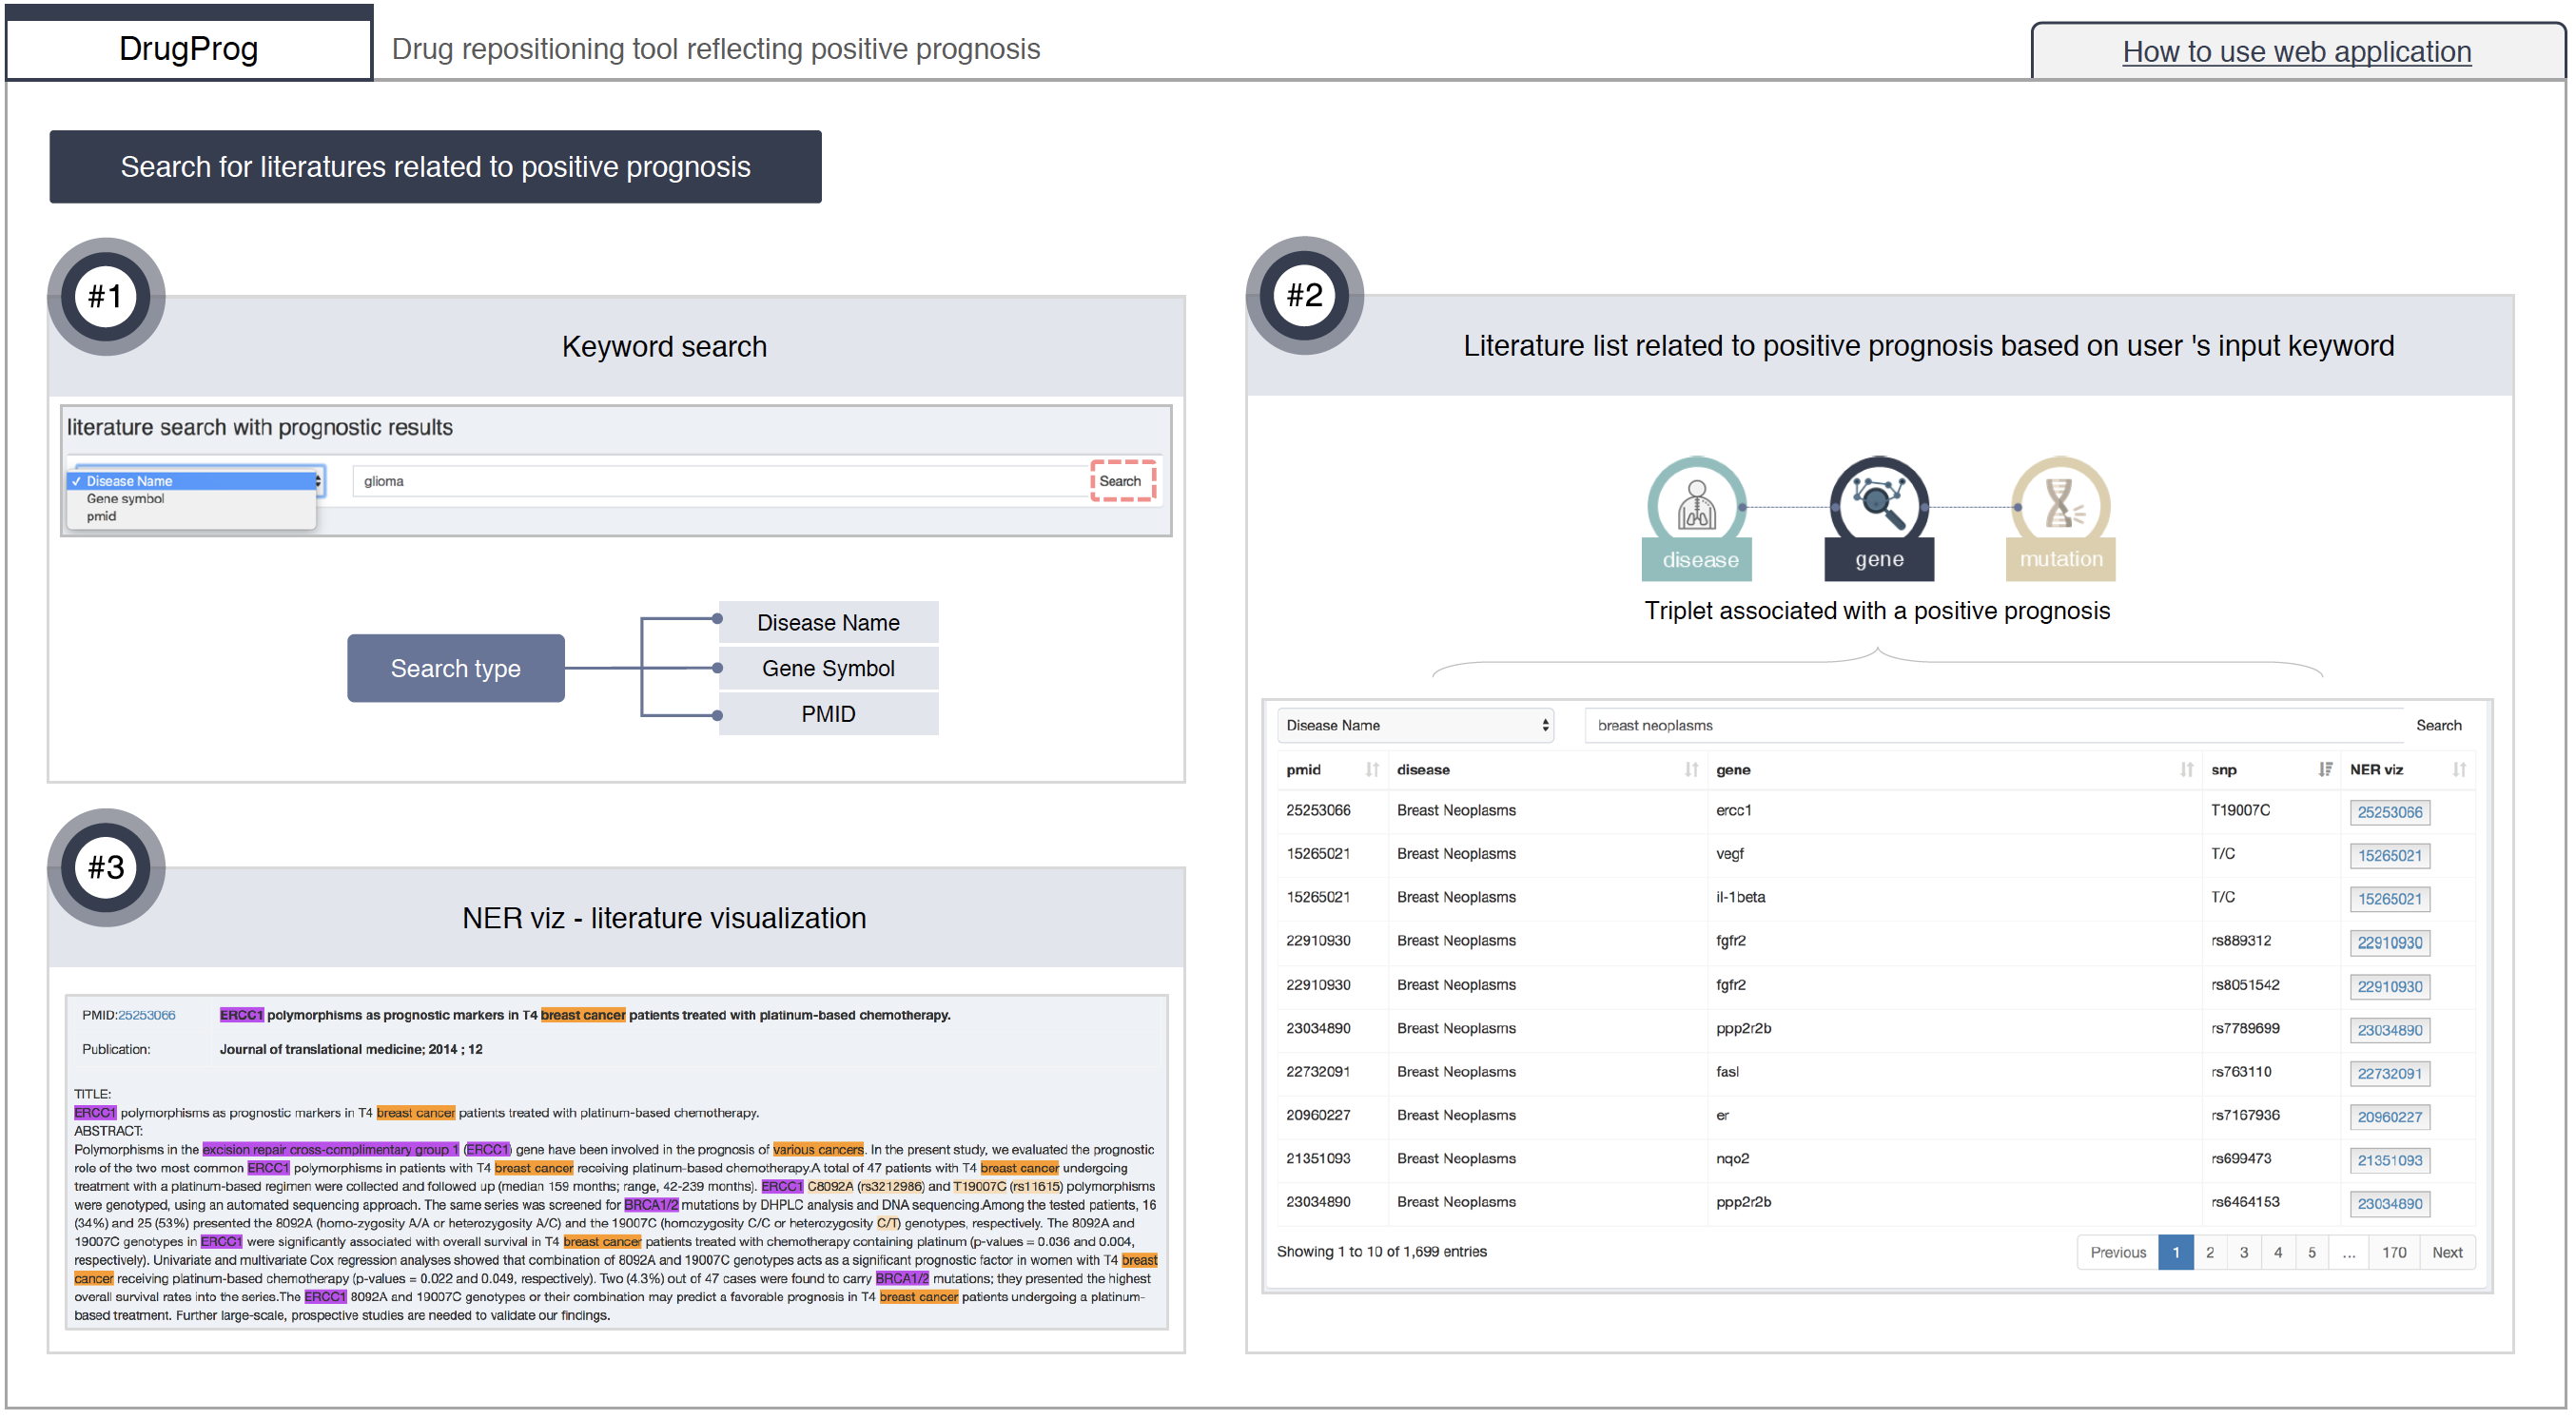 DrugProg
Drug repositioning tool reflecting positive prognosis
How to use web application
Search for literatures related to positive prognosis
#1
Keyword search
literature search with prognostic results
✓ Disease Name
Gene symbol
pmid
glioma
Search
Search type
Disease Name
Gene Symbol
PMID
#2
Literature list related to positive prognosis based on user 's input keyword
disease
gene
mutation
Triplet associated with a positive prognosis
Disease Name
breast neoplasms
Search
pmid disease gene snp NER viz
25253066 Breast Neoplasms ercc1 T19007C 25253066
15265021 Breast Neoplasms vegf T/C 15265021
15265021 Breast Neoplasms il-1beta T/C 15265021
22910930 Breast Neoplasms fgfr2 rs889312 22910930
22910930 Breast Neoplasms fgfr2 rs8051542 22910930
23034890 Breast Neoplasms ppp2r2b rs7789699 23034890
22732091 Breast Neoplasms fasl rs763110 22732091
20960227 Breast Neoplasms er rs7167936 20960227
21351093 Breast Neoplasms nqo2 rs699473 21351093
23034890 Breast Neoplasms ppp2r2b rs6464153 23034890
Showing 1 to 10 of 1,699 entries
Previous 1 2 3 4 5 ... 170 Next
#3
NER viz - literature visualization
PMID:25253066 ERCC1 polymorphisms as prognostic markers in T4 breast cancer patients treated with platinum-based chemotherapy.
Publication: Journal of translational medicine; 2014 ; 12
TITLE:
ERCC1 polymorphisms as prognostic markers in T4 breast cancer patients treated with platinum-based chemotherapy.
ABSTRACT:
Polymorphisms in the excision repair cross-complimentary group 1 (ERCC1) gene have been involved in the prognosis of various cancers. In the present study, we evaluated the prognostic
role of the two most common ERCC1 polymorphisms in patients with T4 breast cancer receiving platinum-based chemotherapy.A total of 47 patients with T4 breast cancer undergoing
treatment with a platinum-based regimen were collected and followed up (median 159 months; range, 42-239 months). ERCC1 C8092A (rs3212986) and T19007C (rs11615) polymorphisms
were genotyped, using an automated sequencing approach. The same series was screened for BRCA1/2 mutations by DHPLC analysis and DNA sequencing.Among the tested patients, 16
(34%) and 25 (53%) presented the 8092A (homo-zygosity A/A or heterozygosity A/C) and the 19007C (homozygosity C/C or heterozygosity C/T) genotypes, respectively. The 8092A and
19007C genotypes in ERCC1 were significantly associated with overall survival in T4 breast cancer patients treated with chemotherapy containing platinum (p-values = 0.036 and 0.004,
respectively). Univariate and multivariate Cox regression analyses showed that combination of 8092A and 19007C genotypes acts as a significant prognostic factor in women with T4 breast
cancer receiving platinum-based chemotherapy (p-values = 0.022 and 0.049, respectively). Two (4.3%) out of 47 cases were found to carry BRCA1/2 mutations; they presented the highest
overall survival rates into the series.The ERCC1 8092A and 19007C genotypes or their combination may predict a favorable prognosis in T4 breast cancer patients undergoing a platinum-
based treatment. Further large-scale, prospective studies are needed to validate our findings.